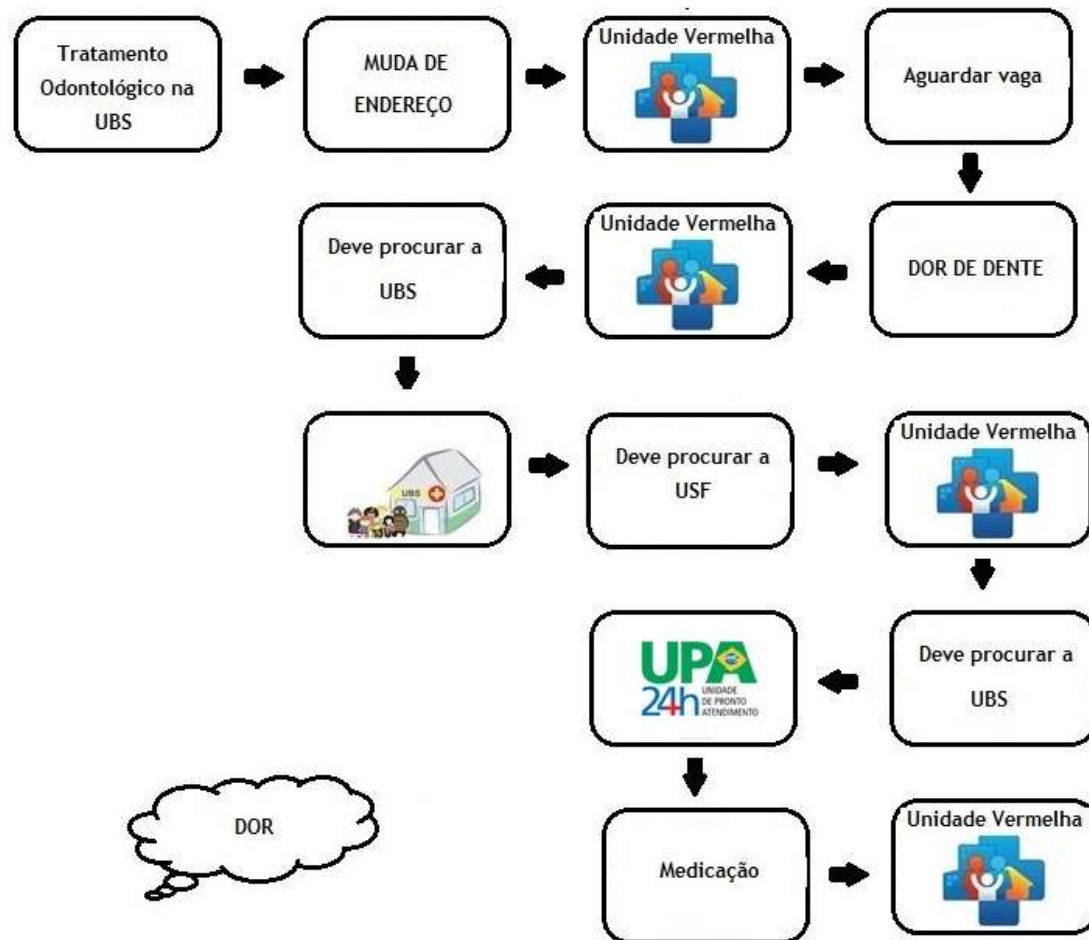 Tratamento
Odontológico na
UBS
MUDA DE
ENDEREÇO
Unidade Vermelha
Aguardar vaga
Deve procurar a
UBS
Unidade Vermelha
DOR DE DENTE
UBS
Deve procurar a
USF
Unidade Vermelha
UPA
24h
UNIDADE
DE PRONTO
ATENDIMENTO
Deve procurar a
UBS
DOR
Medicação
Unidade Vermelha